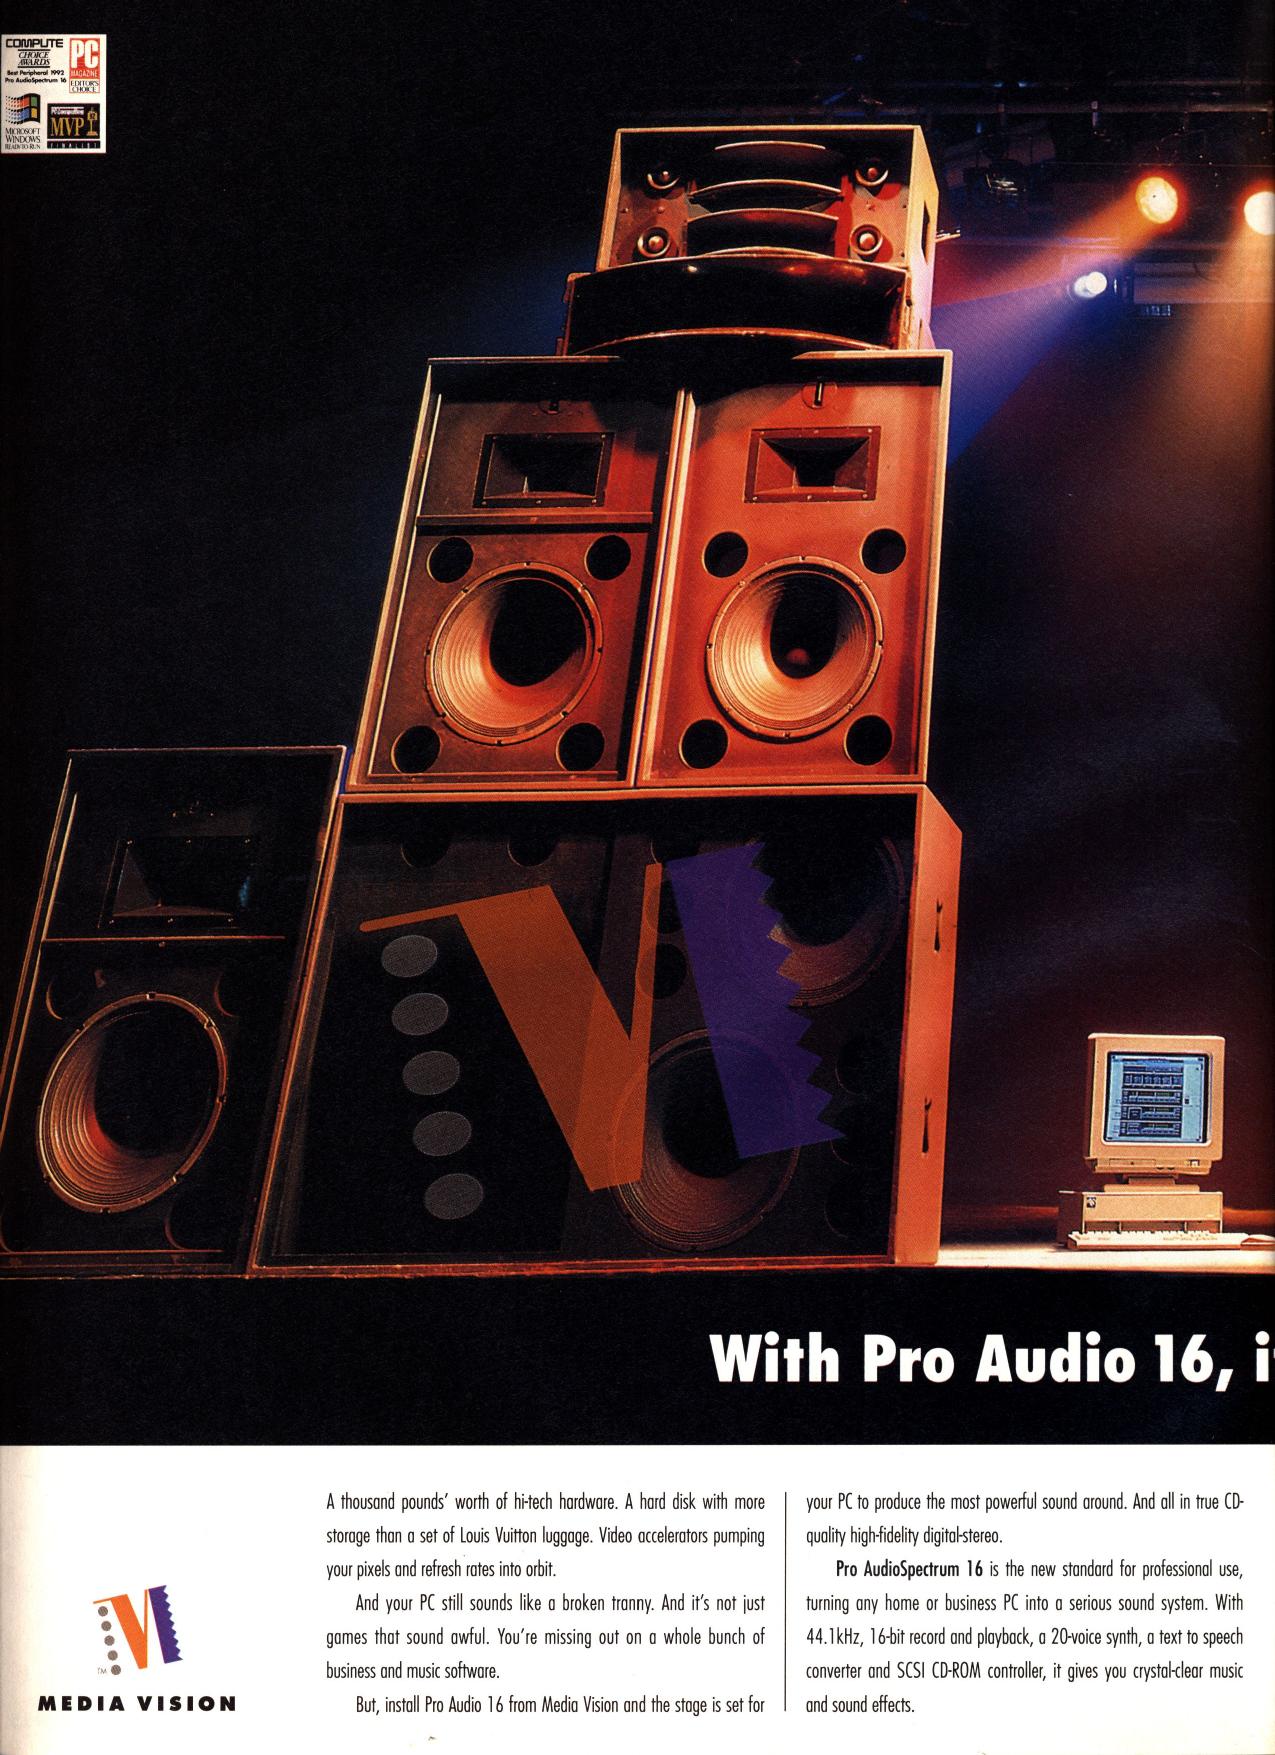 COMPUTE
CHOICE
AWARDS
Best Peripheral 1992
Pro AudioSpectrum 16
PC
MAGAZINE
EDITOR'S
CHOICE
MICROSOFT
WINDOWS
READY-TO-RUN
PC Computing
MVP
FINALIST
With Pro Audio 16, i
A thousand pounds' worth of hi-tech hardware. A hard disk with more
storage than a set of Louis Vuitton luggage. Video accelerators pumping
your pixels and refresh rates into orbit.
And your PC still sounds like a broken tranny. And it's not just
games that sound awful. You're missing out on a whole bunch of
business and music software.
But, install Pro Audio 16 from Media Vision and the stage is set for
your PC to produce the most powerful sound around. And all in true CD-
quality high-fidelity digital-stereo.
Pro AudioSpectrum 16 is the new standard for professional use,
turning any home or business PC into a serious sound system. With
44.1kHz, 16-bit record and playback, a 20-voice synth, a text to speech
converter and SCSI CD-ROM controller, it gives you crystal-clear music
and sound effects.
TM
MEDIA VISION